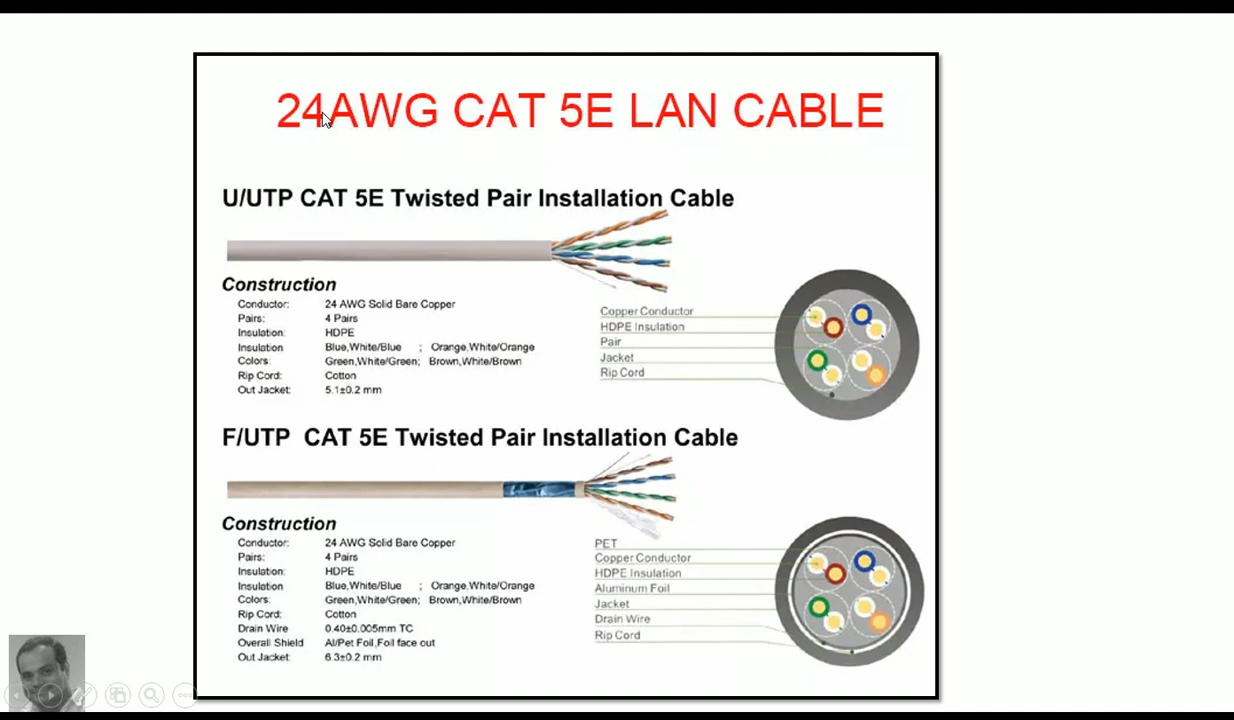 24AWG CAT 5E LAN CABLE
U/UTP CAT 5E Twisted Pair Installation Cable
Construction
Conductor: 24 AWG Solid Bare Copper
Pairs: 4 Pairs
Insulation: HDPE
Insulation Blue,White/Blue ; Orange,White/Orange
Colors: Green,White/Green; Brown,White/Brown
Rip Cord: Cotton
Out Jacket: 5.1±0.2 mm
Copper Conductor
HDPE Insulation
Pair
Jacket
Rip Cord
F/UTP CAT 5E Twisted Pair Installation Cable
Construction
Conductor: 24 AWG Solid Bare Copper
Pairs: 4 Pairs
Insulation: HDPE
Insulation Blue,White/Blue ; Orange,White/Orange
Colors: Green,White/Green; Brown,White/Brown
Rip Cord: Cotton
Drain Wire 0.40±0.005mm TC
Overall Shield Al/Pet Foil,Foil face out
Out Jacket: 6.3±0.2 mm
PET
Copper Conductor
HDPE Insulation
Aluminum Foil
Jacket
Drain Wire
Rip Cord